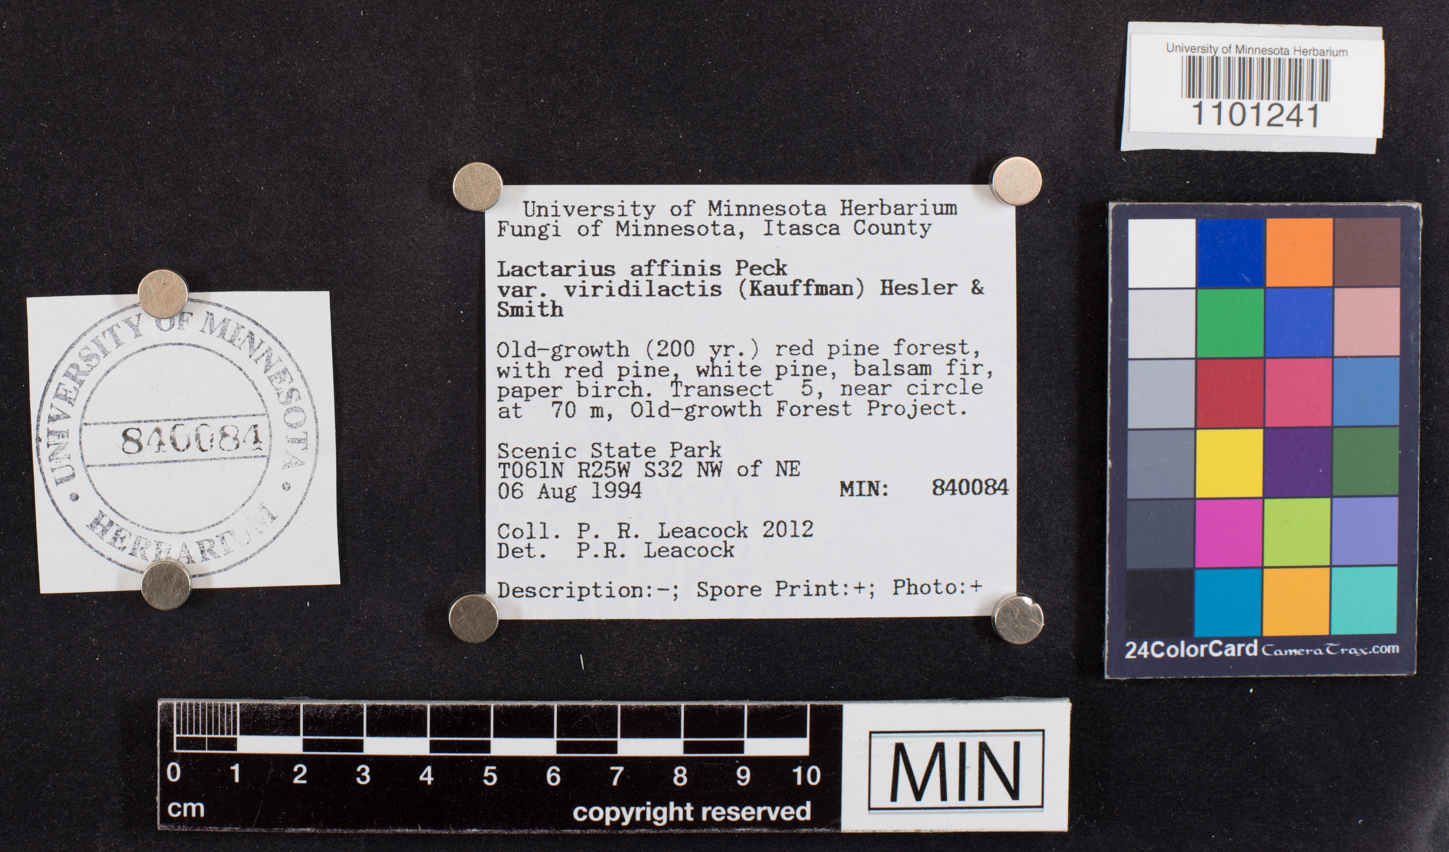 University of Minnesota Herbarium
1101241
University of Minnesota Herbarium
Fungi of Minnesota, Itasca County
Lactarius affinis Peck
var. viridilactis (Kauffman) Hesler &
Smith
Old-growth (200 yr.) red pine forest,
with red pine, white pine, balsam fir,
paper birch. Transect 5, near circle
at 70 m, Old-growth Forest Project.
Scenic State Park
T061N R25W S32 NW of NE
06 Aug 1994 MIN: 840084
Coll. P. R. Leacock 2012
Det. P.R. Leacock
Description:-; Spore Print:+; Photo:+
UNIVERSITY OF MINNESOTA
840084
• HERBARIUM •
24ColorCard CameraTrax.com
0 1 2 3 4 5 6 7 8 9 10
cm copyright reserved
MIN